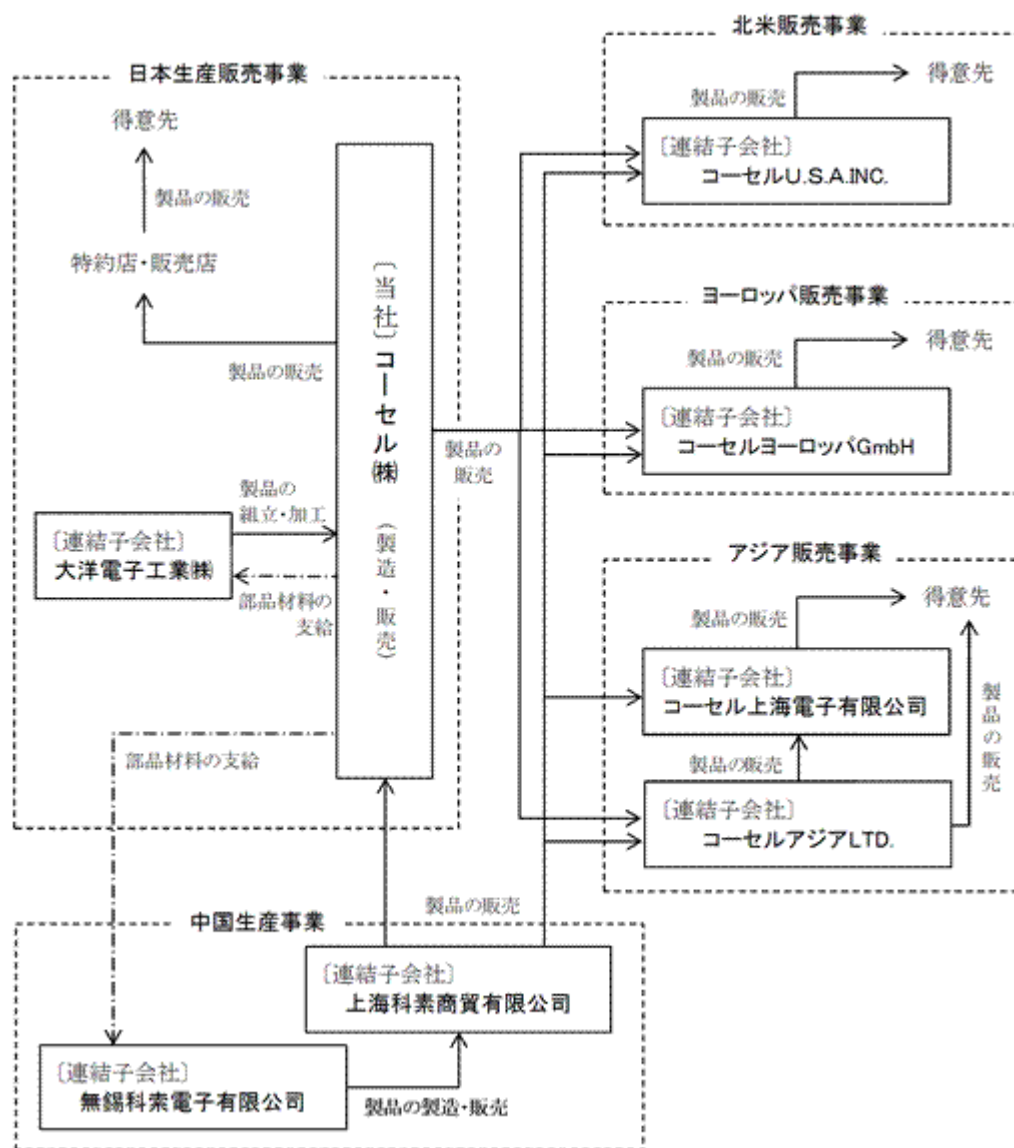 日本生産販売事業
得意先
製品の販売
特約店・販売店
製品の販売
〔当社〕コーセル㈱ （製造・販売）
製品の
組立・加工
〔連結子会社〕
大洋電子工業㈱
部品材料の
支給
部品材料の支給
製品の
販売
北米販売事業
製品の販売
得意先
〔連結子会社〕
コーセルU.S.A.INC.
ヨーロッパ販売事業
製品の販売
得意先
〔連結子会社〕
コーセルヨーロッパGmbH
アジア販売事業
製品の販売
得意先
〔連結子会社〕
コーセル上海電子有限公司
製品の販売
製品の販売
〔連結子会社〕
コーセルアジアLTD.
中国生産事業
製品の販売
〔連結子会社〕
上海科素商貿有限公司
〔連結子会社〕
無錫科素電子有限公司
製品の製造・販売